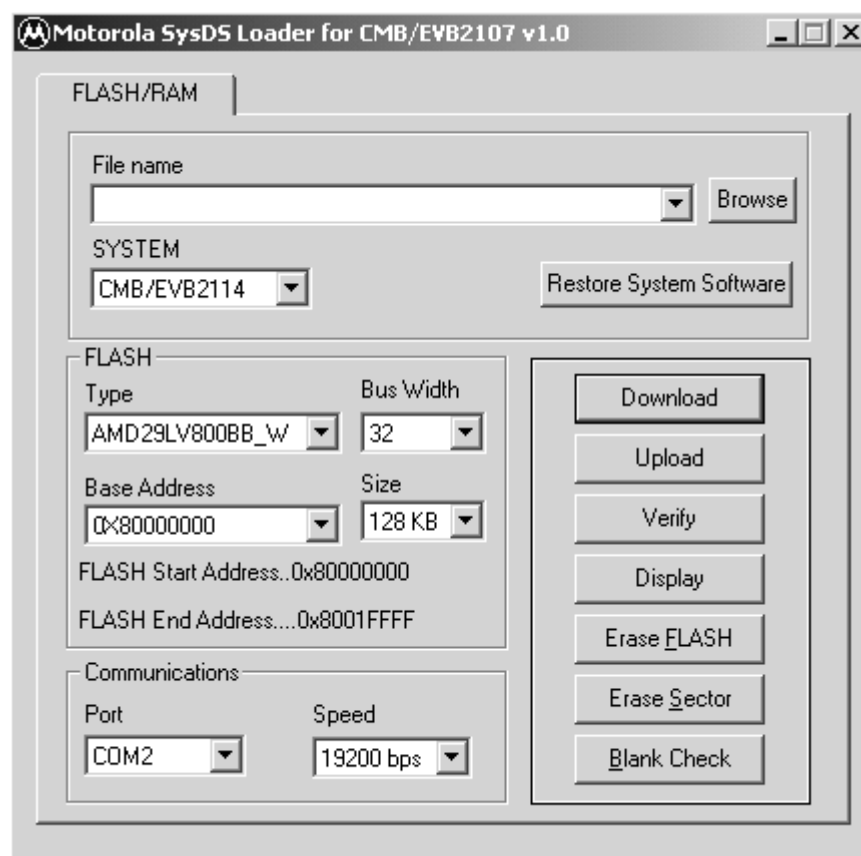 Motorola SysDS Loader for CMB/EVB2107 v1.0
FLASH/RAM
File name
Browse
SYSTEM
CMB/EVB2114
Restore System Software
FLASH
Type
Bus Width
AMD29LV800BB_W
32
Base Address
Size
0X80000000
128 KB
FLASH Start Address..0x80000000
FLASH End Address....0x8001FFFF
Communications
Port
Speed
COM2
19200 bps
Download
Upload
Verify
Display
Erase FLASH
Erase Sector
Blank Check